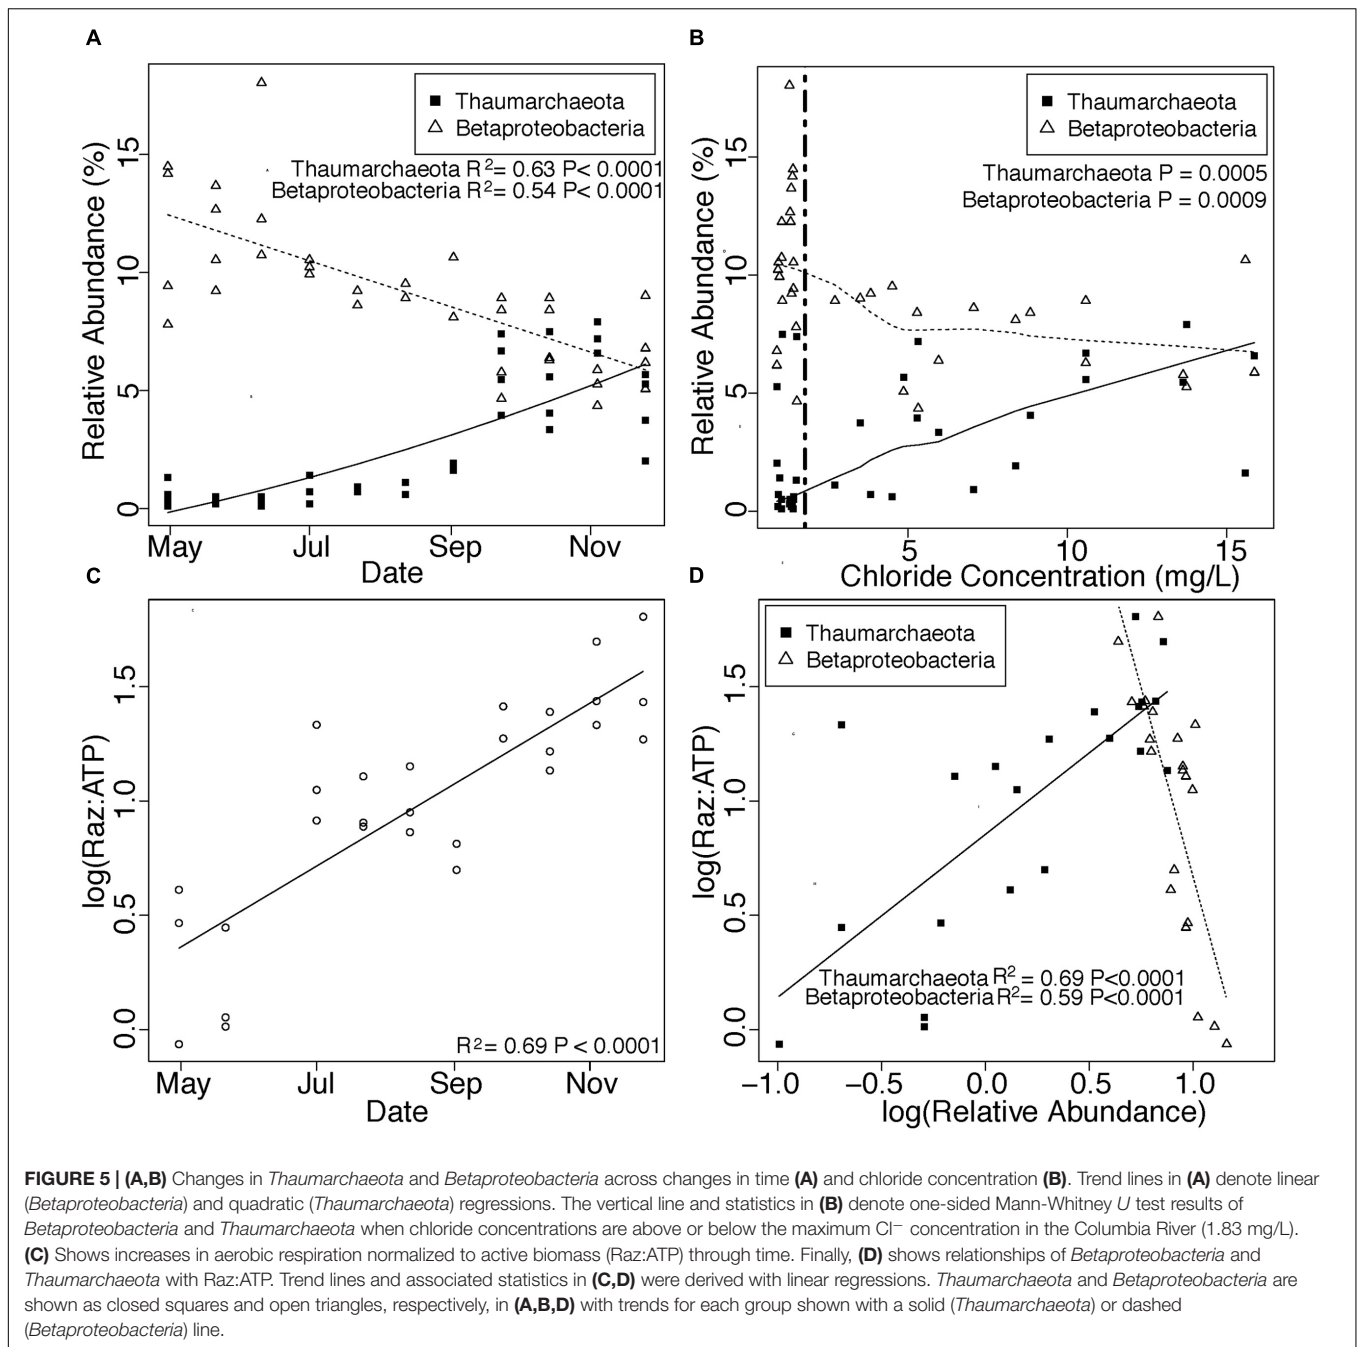 A
Thaumarchaeota
Betaproteobacteria
Thaumarchaeota R2= 0.63 P< 0.0001
Betaproteobacteria R2= 0.54 P< 0.0001
Relative Abundance (%)
15
10
5
0
May Jul Sep Nov
Date
B
Thaumarchaeota
Betaproteobacteria
Thaumarchaeota P = 0.0005
Betaproteobacteria P = 0.0009
Relative Abundance (%)
15
10
5
0
5 10 15
Chloride Concentration (mg/L)
C
log(Raz:ATP)
1.5
1.0
0.5
0.0
R2= 0.69 P < 0.0001
May Jul Sep Nov
Date
D
Thaumarchaeota
Betaproteobacteria
log(Raz:ATP)
1.5
1.0
0.5
0.0
Thaumarchaeota R2 = 0.69 P<0.0001
Betaproteobacteria R2= 0.59 P<0.0001
−1.0 −0.5 0.0 0.5 1.0
log(Relative Abundance)
FIGURE 5 | (A,B) Changes in Thaumarchaeota and Betaproteobacteria across changes in time (A) and chloride concentration (B). Trend lines in (A) denote linear
(Betaproteobacteria) and quadratic (Thaumarchaeota) regressions. The vertical line and statistics in (B) denote one-sided Mann-Whitney U test results of
Betaproteobacteria and Thaumarchaeota when chloride concentrations are above or below the maximum Cl− concentration in the Columbia River (1.83 mg/L).
(C) Shows increases in aerobic respiration normalized to active biomass (Raz:ATP) through time. Finally, (D) shows relationships of Betaproteobacteria and
Thaumarchaeota with Raz:ATP. Trend lines and associated statistics in (C,D) were derived with linear regressions. Thaumarchaeota and Betaproteobacteria are
shown as closed squares and open triangles, respectively, in (A,B,D) with trends for each group shown with a solid (Thaumarchaeota) or dashed
(Betaproteobacteria) line.